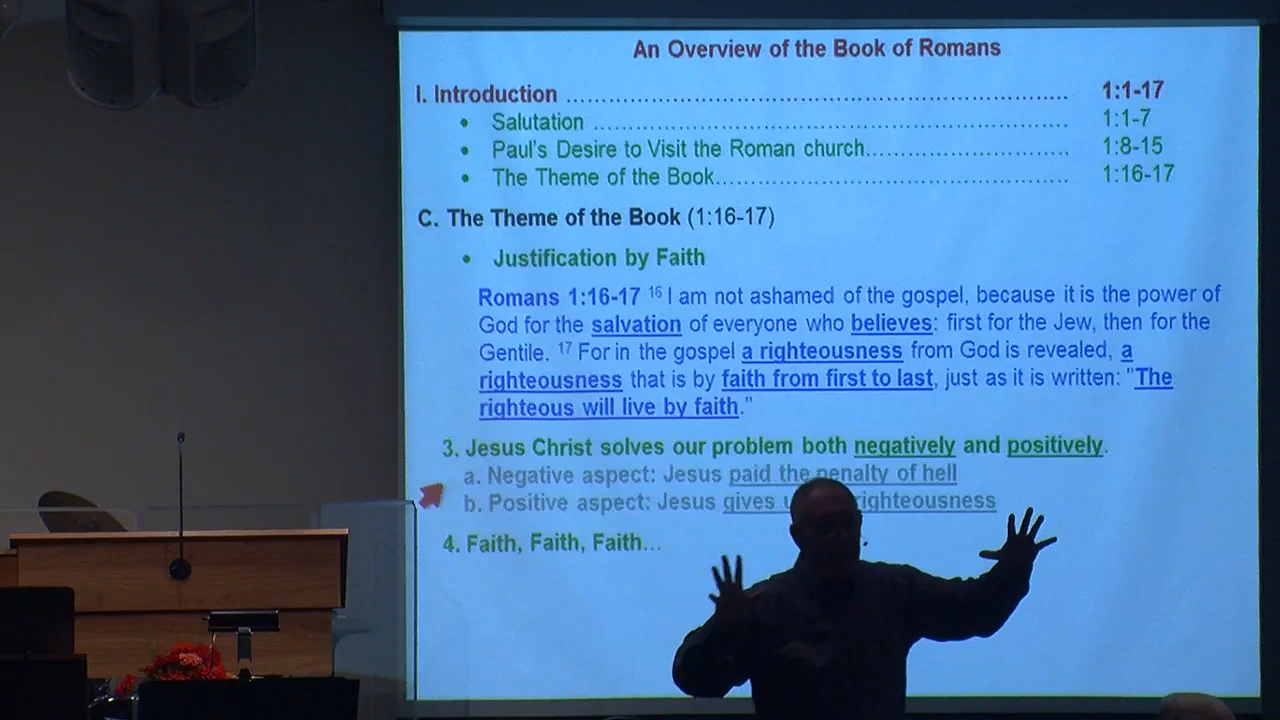 An Overview of the Book of Romans
I. Introduction ........................................................................ 1:1-17
• Salutation .................................................................... 1:1-7
• Paul's Desire to Visit the Roman church............................. 1:8-15
• The Theme of the Book.................................................. 1:16-17
C. The Theme of the Book (1:16-17)
• Justification by Faith
Romans 1:16-17 16 I am not ashamed of the gospel, because it is the power of
God for the salvation of everyone who believes: first for the Jew, then for the
Gentile. 17 For in the gospel a righteousness from God is revealed, a
righteousness that is by faith from first to last, just as it is written: "The
righteous will live by faith."
3. Jesus Christ solves our problem both negatively and positively.
a. Negative aspect: Jesus paid the penalty of hell
b. Positive aspect: Jesus gives righteousness
4. Faith, Faith, Faith...